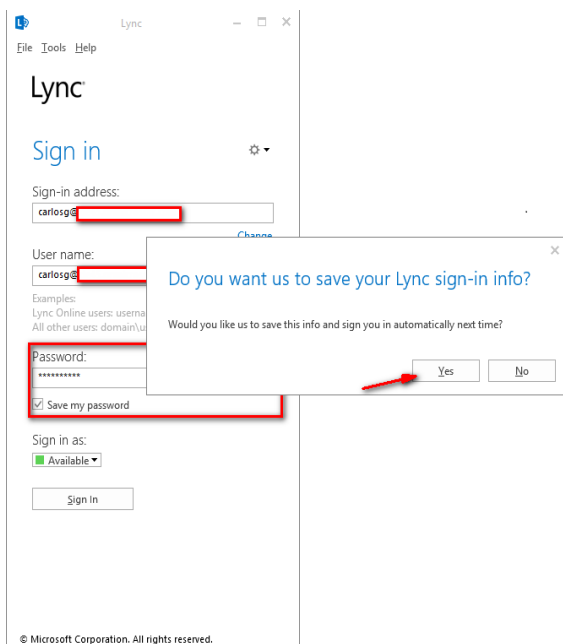 Lync
File Tools Help
Lync
Sign in
Sign-in address:
carlosg@
Change
User name:
carlosg@
Examples:
Lync Online users: userna
All other users: domain\u
Password:
**********
Save my password
Sign in as:
Available
Sign In
© Microsoft Corporation. All rights reserved.
Do you want us to save your Lync sign-in info?
Would you like us to save this info and sign you in automatically next time?
Yes No